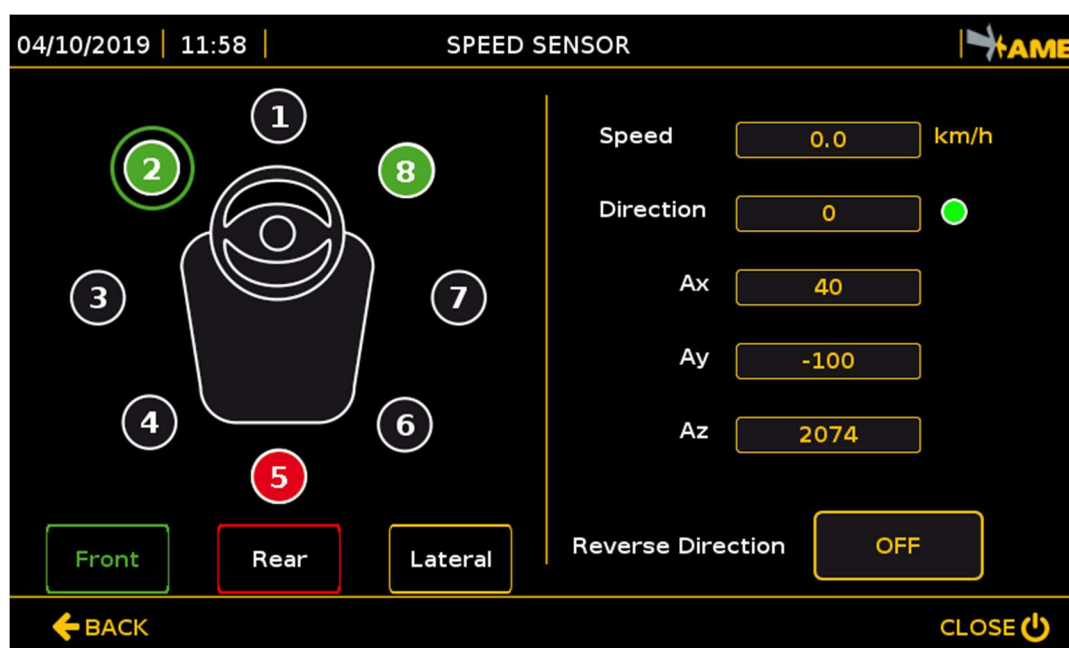 04/10/2019 11:58 SPEED SENSOR AME
1
2
8
3
7
4
6
5
Front Rear Lateral
Speed 0.0 km/h
Direction 0
Ax 40
Ay -100
Az 2074
Reverse Direction OFF
BACK CLOSE